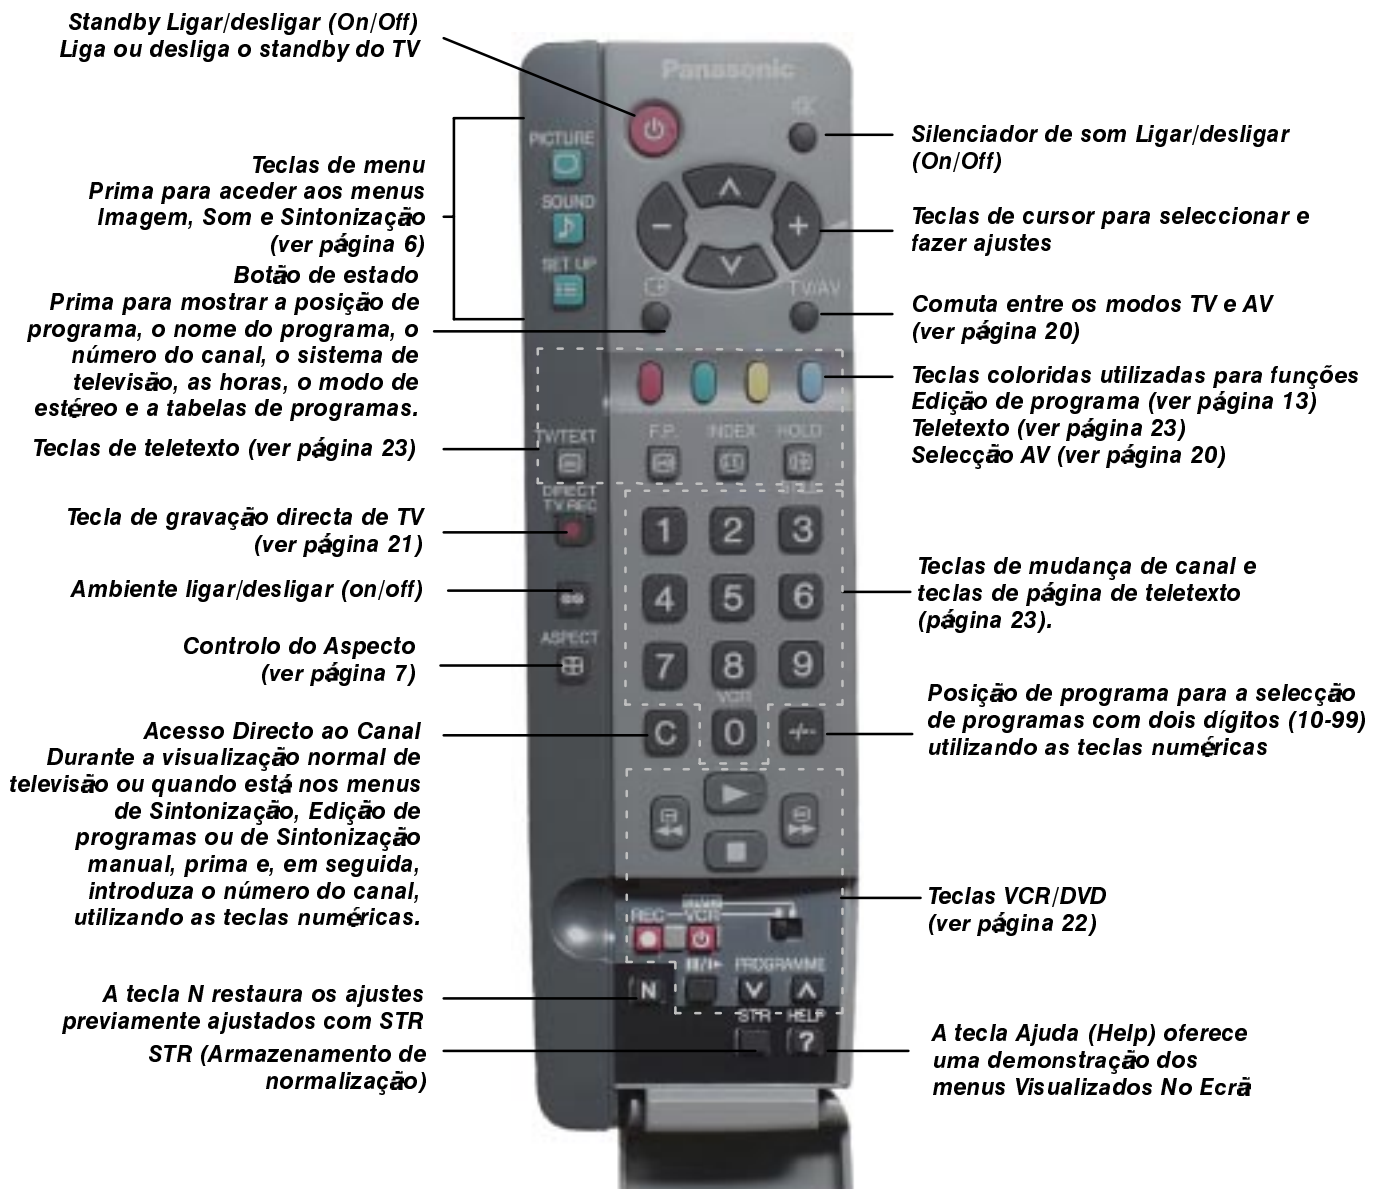 Standby Ligar/desligar (On/Off)
Liga ou desliga o standby do TV
Teclas de menu
Prima para aceder aos menus
Imagem, Som e Sintonização
(ver página 6)
Botão de estado
Prima para mostrar a posição de
programa, o nome do programa, o
número do canal, o sistema de
televisão, as horas, o modo de
estéreo e a tabelas de programas.
Teclas de teletexto (ver página 23)
Tecla de gravação directa de TV
(ver página 21)
Ambiente ligar/desligar (on/off)
Controlo do Aspecto
(ver página 7)
Acesso Directo ao Canal
Durante a visualização normal de
televisão ou quando está nos menus
de Sintonização, Edição de
programas ou de Sintonização
manual, prima e, em seguida,
introduza o número do canal,
utilizando as teclas numéricas.
A tecla N restaura os ajustes
previamente ajustados com STR
STR (Armazenamento de
normalização)
Panasonic
PICTURE
SOUND
SET UP
TV/AV
TV/TEXT
F.P. INDEX HOLD
DIRECT
TV REC
1 2 3
4 5 6
ASPECT
7 8 9
VCR
C 0 -/--
REC VCR
PROGRAMME
N
STR HELP
?
Silenciador de som Ligar/desligar
(On/Off)
Teclas de cursor para seleccionar e
fazer ajustes
Comuta entre os modos TV e AV
(ver página 20)
Teclas coloridas utilizadas para funções
Edição de programa (ver página 13)
Teletexto (ver página 23)
Selecção AV (ver página 20)
Teclas de mudança de canal e
teclas de página de teletexto
(página 23).
Posição de programa para a selecção
de programas com dois dígitos (10-99)
utilizando as teclas numéricas
Teclas VCR/DVD
(ver página 22)
A tecla Ajuda (Help) oferece
uma demonstração dos
menus Visualizados No Ecrã